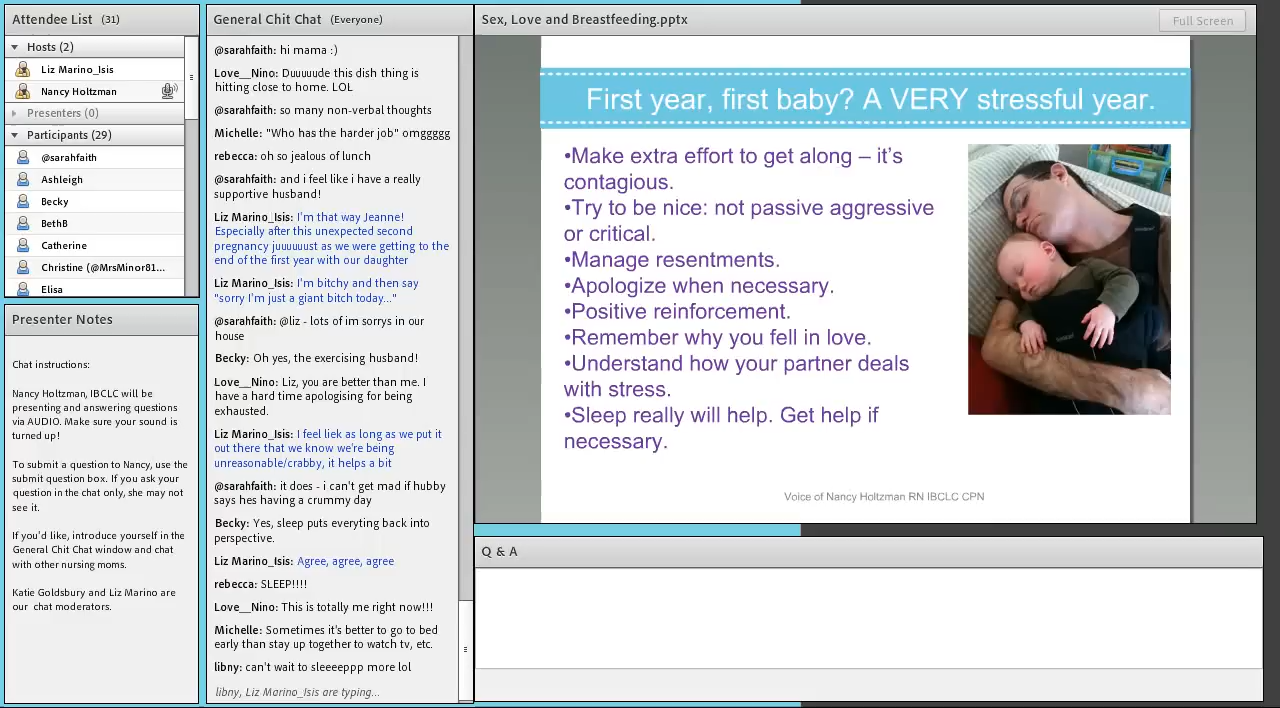 Attendee List (31)
Hosts (2)
Liz Marino_Isis
Nancy Holtzman
Presenters (0)
Participants (29)
@sarahfaith
Ashleigh
Becky
BethB
Catherine
Christine (@MrsMinor81...
Elisa
Presenter Notes
Chat instructions:
Nancy Holtzman, IBCLC will be
presenting and answering questions
via AUDIO. Make sure your sound is
turned up!
To submit a question to Nancy, use the
submit question box. If you ask your
question in the chat only, she may not
see it.
If you'd like, introduce yourself in the
General Chit Chat window and chat
with other nursing moms.
Katie Goldsbury and Liz Marino are
our chat moderators.
General Chit Chat (Everyone)
@sarahfaith: hi mama :)
Love__Nino: Duuuuude this dish thing is
hitting close to home. LOL
@sarahfaith: so many non-verbal thoughts
Michelle: "Who has the harder job" omggggg
rebecca: oh so jealous of lunch
@sarahfaith: and i feel like i have a really
supportive husband!
Liz Marino_Isis: I'm that way Jeanne!
Especially after this unexpected second
pregnancy juuuuuust as we were getting to the
end of the first year with our daughter
Liz Marino_Isis: I'm bitchy and then say
"sorry I'm just a giant bitch today..."
@sarahfaith: @liz - lots of im sorrys in our
house
Becky: Oh yes, the exercising husband!
Love__Nino: Liz, you are better than me. I
have a hard time apologising for being
exhausted.
Liz Marino_Isis: I feel liek as long as we put it
out there that we know we're being
unreasonable/crabby, it helps a bit
@sarahfaith: it does - i can't get mad if hubby
says hes having a crummy day
Becky: Yes, sleep puts everyting back into
perspective.
Liz Marino_Isis: Agree, agree, agree
rebecca: SLEEP!!!!
Love__Nino: This is totally me right now!!!
Michelle: Sometimes it's better to go to bed
early than stay up together to watch tv, etc.
libny: can't wait to sleeeeppp more lol
libny, Liz Marino_Isis are typing...
Sex, Love and Breastfeeding.pptx
Full Screen
First year, first baby? A VERY stressful year.
•Make extra effort to get along – it's
contagious.
•Try to be nice: not passive aggressive
or critical.
•Manage resentments.
•Apologize when necessary.
•Positive reinforcement.
•Remember why you fell in love.
•Understand how your partner deals
with stress.
•Sleep really will help. Get help if
necessary.
Voice of Nancy Holtzman RN IBCLC CPN
Q & A